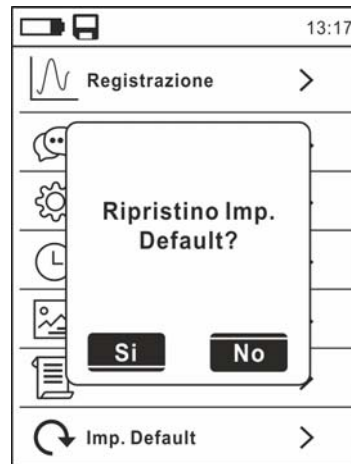 13:17
Registrazione
Ripristino Imp.
Default?
Si
No
Imp. Default